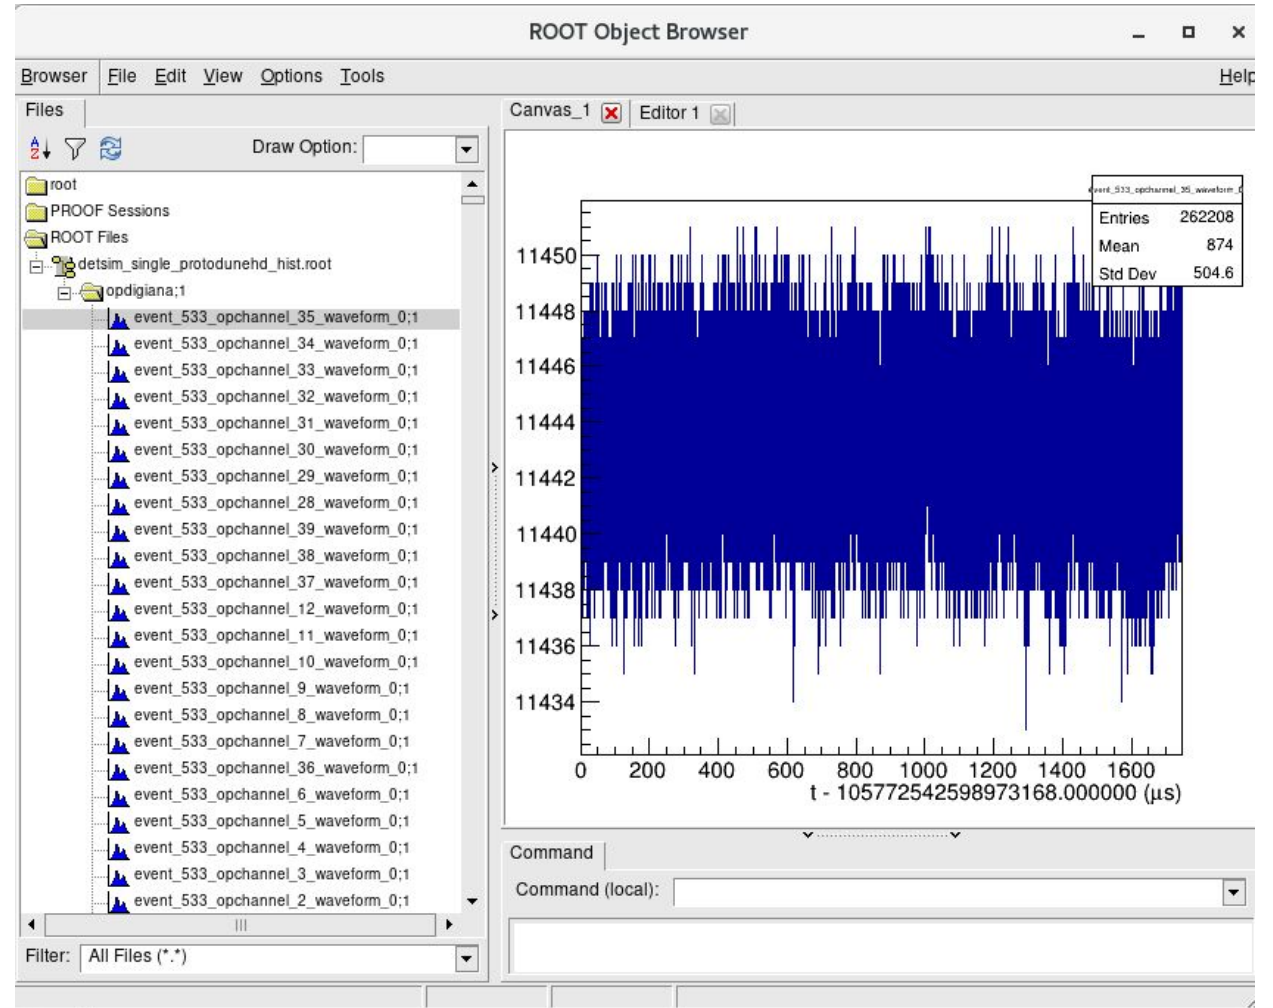 ROOT Object Browser
Browser File Edit View Options Tools Help
Files
Draw Option:
root
PROOF Sessions
ROOT Files
detsim_single_protodunehd_hist.root
opdigiana;1
event_533_opchannel_35_waveform_0;1
event_533_opchannel_34_waveform_0;1
event_533_opchannel_33_waveform_0;1
event_533_opchannel_32_waveform_0;1
event_533_opchannel_31_waveform_0;1
event_533_opchannel_30_waveform_0;1
event_533_opchannel_29_waveform_0;1
event_533_opchannel_28_waveform_0;1
event_533_opchannel_39_waveform_0;1
event_533_opchannel_38_waveform_0;1
event_533_opchannel_37_waveform_0;1
event_533_opchannel_12_waveform_0;1
event_533_opchannel_11_waveform_0;1
event_533_opchannel_10_waveform_0;1
event_533_opchannel_9_waveform_0;1
event_533_opchannel_8_waveform_0;1
event_533_opchannel_7_waveform_0;1
event_533_opchannel_36_waveform_0;1
event_533_opchannel_6_waveform_0;1
event_533_opchannel_5_waveform_0;1
event_533_opchannel_4_waveform_0;1
event_533_opchannel_3_waveform_0;1
event_533_opchannel_2_waveform_0;1
Filter: All Files (*.*)
Canvas_1 Editor 1
event_533_opchannel_35_waveform_0
Entries 262208
Mean 874
Std Dev 504.6
11450
11448
11446
11444
11442
11440
11438
11436
11434
0 200 400 600 800 1000 1200 1400 1600
t - 105772542598973168.000000 (μs)
Command
Command (local):